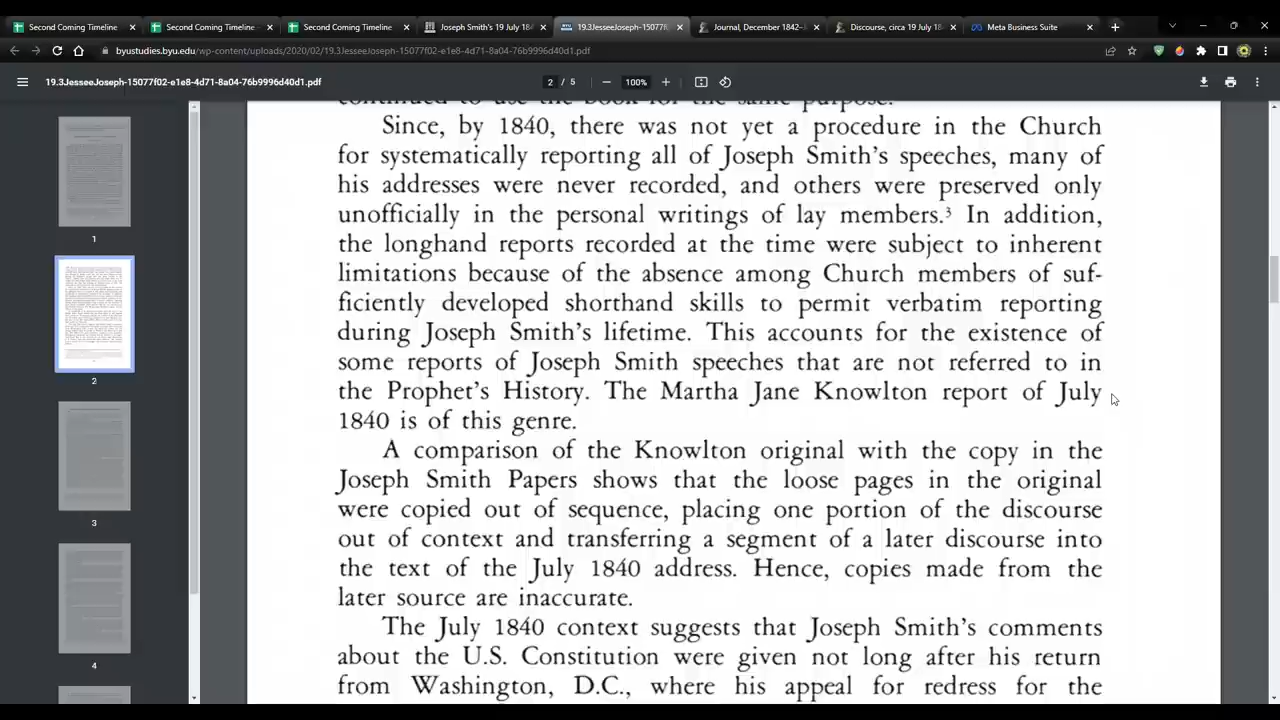 Second Coming Timeline
Second Coming Timeline
Second Coming Timeline
Joseph Smith's 19 July 184
19.3JesseeJoseph-15077f
Journal, December 1842–
Discourse, circa 19 July 18
Meta Business Suite
byustudies.byu.edu/wp-content/uploads/2020/02/19.3JesseeJoseph-15077f02-e1e8-4d71-8a04-76b9996d40d1.pdf
19.3JesseeJoseph-15077f02-e1e8-4d71-8a04-76b9996d40d1.pdf
2 / 5
100%
1
2
3
4
continued to use the book for the same purpose.
Since, by 1840, there was not yet a procedure in the Church
for systematically reporting all of Joseph Smith's speeches, many of
his addresses were never recorded, and others were preserved only
unofficially in the personal writings of lay members.³ In addition,
the longhand reports recorded at the time were subject to inherent
limitations because of the absence among Church members of suf-
ficiently developed shorthand skills to permit verbatim reporting
during Joseph Smith's lifetime. This accounts for the existence of
some reports of Joseph Smith speeches that are not referred to in
the Prophet's History. The Martha Jane Knowlton report of July
1840 is of this genre.
A comparison of the Knowlton original with the copy in the
Joseph Smith Papers shows that the loose pages in the original
were copied out of sequence, placing one portion of the discourse
out of context and transferring a segment of a later discourse into
the text of the July 1840 address. Hence, copies made from the
later source are inaccurate.
The July 1840 context suggests that Joseph Smith's comments
about the U.S. Constitution were given not long after his return
from Washington, D.C., where his appeal for redress for the